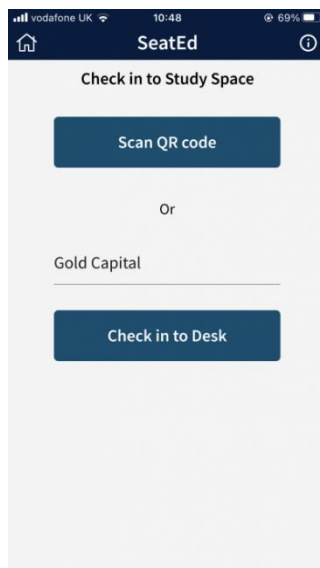 vodafone UK 10:48 69%
SeatEd
Check in to Study Space
Scan QR code
Or
Gold Capital
Check in to Desk